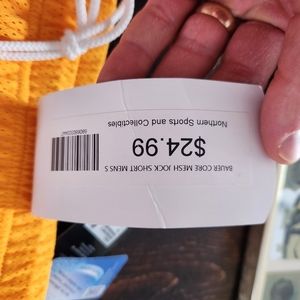 BAUER CORE MESH JOCK SHORT MENS S
$24.99
Northern Sports and Collectibles